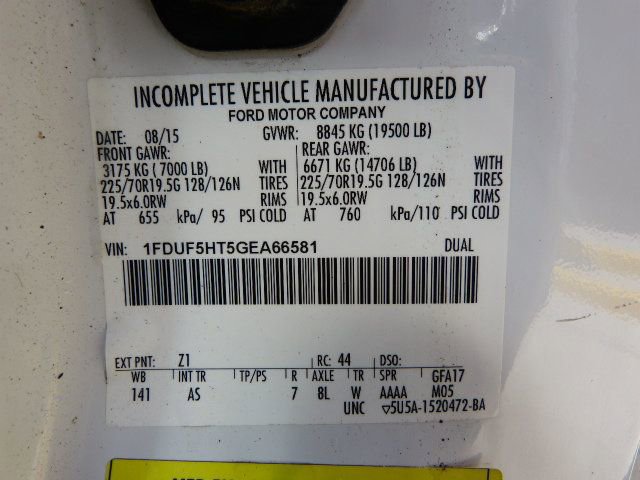 INCOMPLETE VEHICLE MANUFACTURED BY
FORD MOTOR COMPANY
DATE: 08/15 GVWR: 8845 KG (19500 LB)
FRONT GAWR: REAR GAWR:
3175 KG (7000 LB) WITH 6671 KG (14706 LB) WITH
225/70R19.5G 128/126N TIRES 225/70R19.5G 128/126N TIRES
19.5x6.0RW RIMS 19.5x6.0RW RIMS
AT 655 kPa/ 95 PSI COLD AT 760 kPa/110 PSI COLD
VIN: 1FDUF5HT5GEA66581 DUAL
EXT PNT: Z1 RC: 44 DSO:
WB INT TR TP/PS R AXLE TR SPR GFA17
141 AS 7 8L W AAAA M05
UNC ▽5U5A-1520472-BA